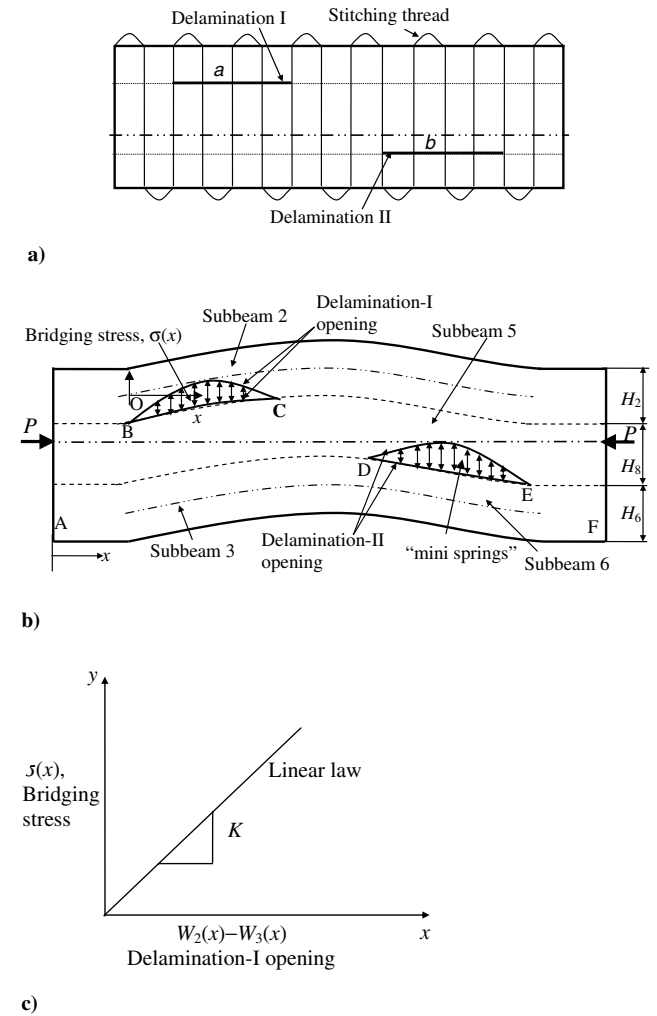 Delamination I
Stitching thread
a
b
Delamination II
a)
Delamination-I
opening
Subbeam 2
Subbeam 5
Bridging stress, σ(x)
O
H2
B
x
C
P
P
D
H8
E
A
F
H6
x
Subbeam 3
Delamination-II
opening
“mini springs”
Subbeam 6
b)
y
(x),
Bridging
stress
Linear law
K
W2(x)–W3(x)
x
Delamination-I opening
c)